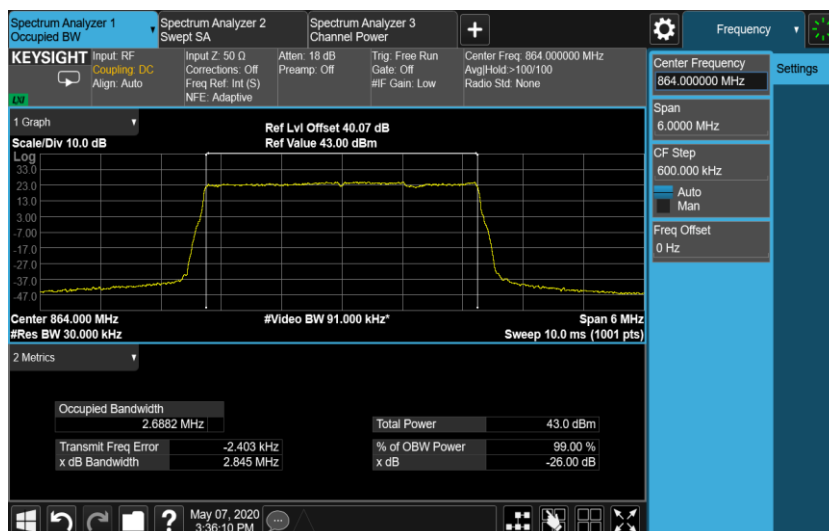 Spectrum Analyzer 1
Occupied BW
Spectrum Analyzer 2
Swept SA
Spectrum Analyzer 3
Channel Power
+
Frequency
KEYSIGHT
Input: RF
Coupling: DC
Align: Auto
Input Z: 50 Ω
Corrections: Off
Freq Ref: Int (S)
NFE: Adaptive
Atten: 18 dB
Preamp: Off
Trig: Free Run
Gate: Off
#IF Gain: Low
Center Freq: 864.000000 MHz
Avg|Hold:>100/100
Radio Std: None
LXI
Center Frequency
864.000000 MHz
Settings
Span
6.0000 MHz
CF Step
600.000 kHz
Auto
Man
Freq Offset
0 Hz
1 Graph
Scale/Div 10.0 dB
Ref Lvl Offset 40.07 dB
Ref Value 43.00 dBm
Log
33.0
23.0
13.0
3.00
-7.00
-17.0
-27.0
-37.0
-47.0
Center 864.000 MHz
#Video BW 91.000 kHz*
Span 6 MHz
#Res BW 30.000 kHz
Sweep 10.0 ms (1001 pts)
2 Metrics
Occupied Bandwidth
2.6882 MHz
Total Power 43.0 dBm
Transmit Freq Error -2.403 kHz
% of OBW Power 99.00 %
x dB Bandwidth 2.845 MHz
x dB -26.00 dB
?
May 07, 2020
3:36:10 PM